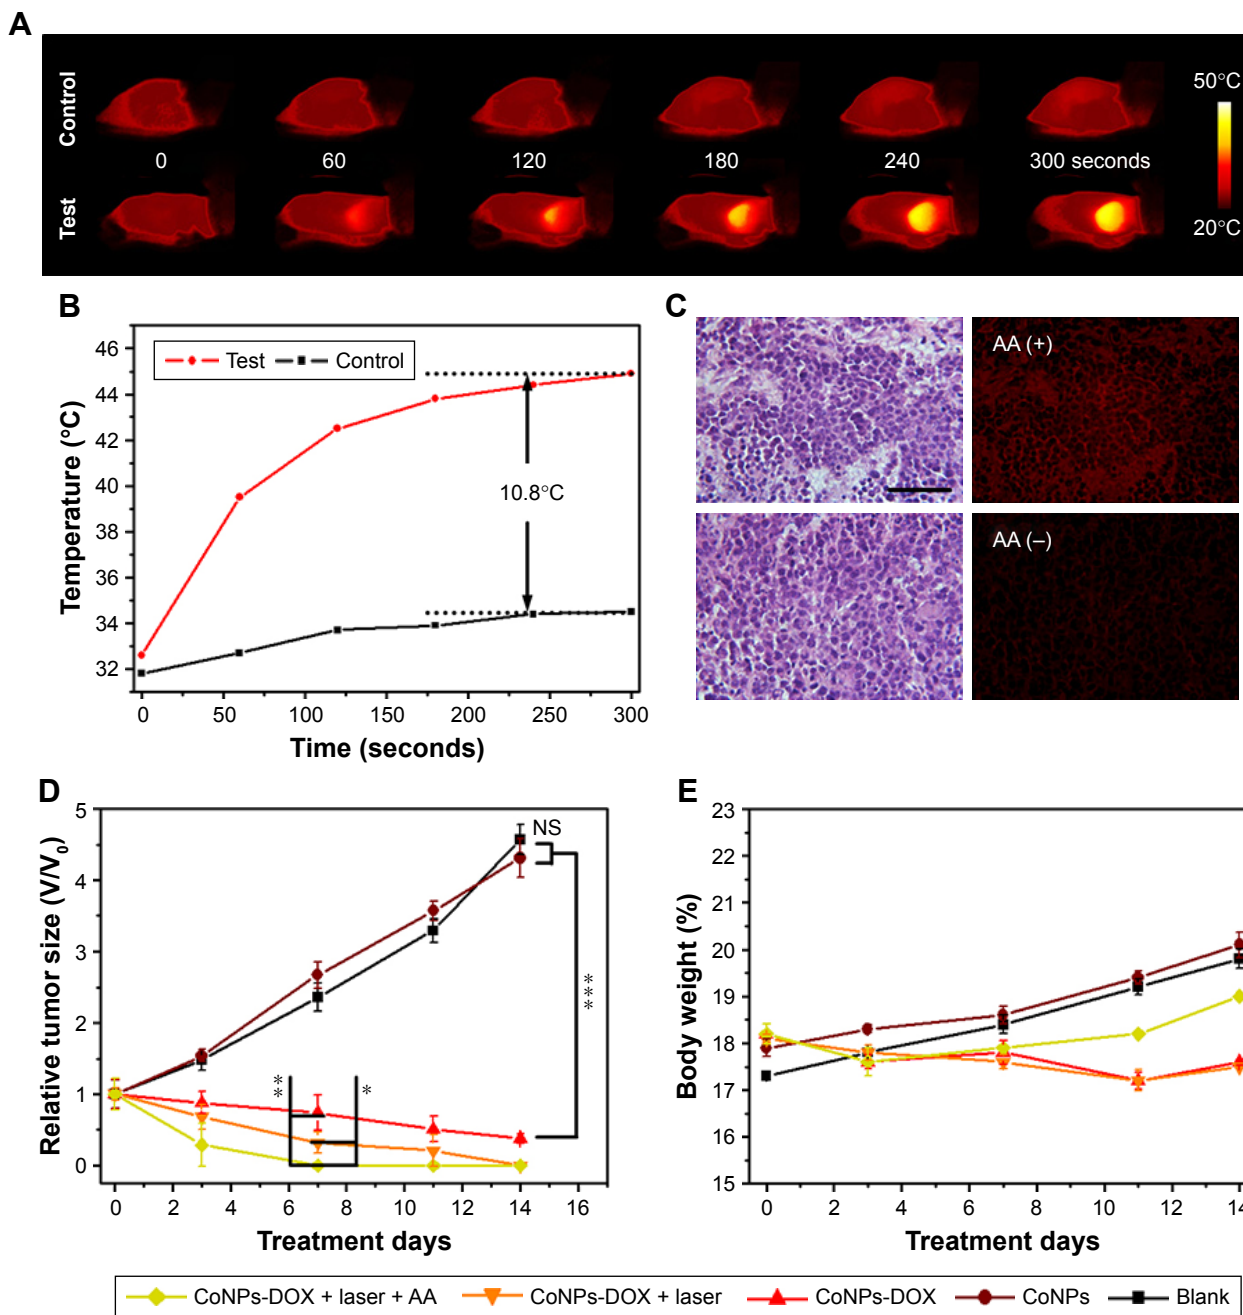 A
Control
50°C
0 60 120 180 240 300 seconds
Test
20°C
B
Test Control
Temperature (°C)
46
44
42
40
38
36
34
32
10.8°C
0 50 100 150 200 250 300
Time (seconds)
C
AA (+)
AA (–)
D
Relative tumor size (V/V₀)
5
4
3
2
1
0
NS
***
**
*
0 2 4 6 8 10 12 14 16
Treatment days
E
Body weight (%)
23
22
21
20
19
18
17
16
15
0 2 4 6 8 10 12 14
Treatment days
CoNPs-DOX + laser + AA CoNPs-DOX + laser CoNPs-DOX CoNPs Blank